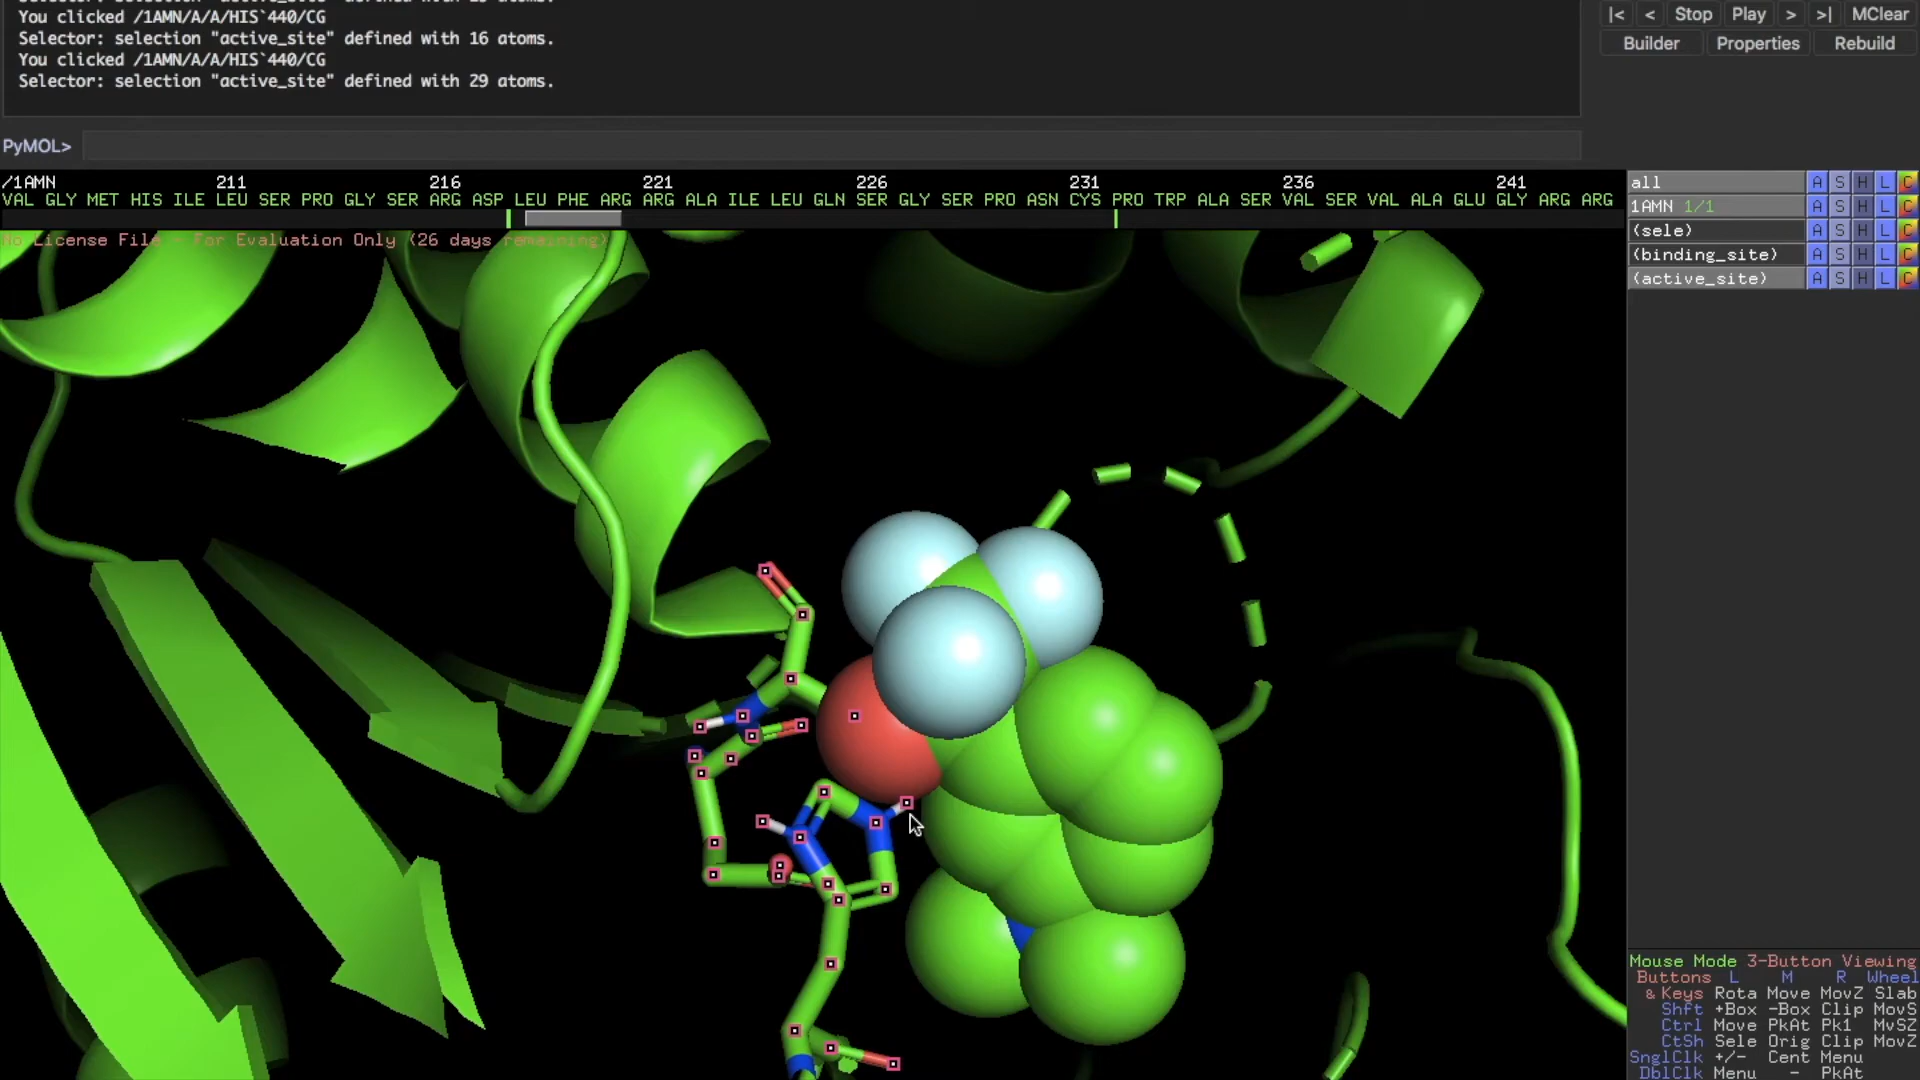 You clicked /1AMN/A/A/HIS`440/CG
Selector: selection "active_site" defined with 16 atoms.
You clicked /1AMN/A/A/HIS`440/CG
Selector: selection "active_site" defined with 29 atoms.
|< < Stop Play > >| MClear
Builder Properties Rebuild
PyMOL>
/1AMN 211 216 221 226 231 236 241
VAL GLY MET HIS ILE LEU SER PRO GLY SER ARG ASP LEU PHE ARG ARG ALA ILE LEU GLN SER GLY SER PRO ASN CYS PRO TRP ALA SER VAL SER VAL ALA GLU GLY ARG ARG
No License File - For Evaluation Only (26 days remaining)
all A S H L C
1AMN 1/1 A S H L C
(sele) A S H L C
(binding_site) A S H L C
(active_site) A S H L C
Mouse Mode 3-Button Viewing
Buttons L M R Wheel
& Keys Rota Move MovZ Slab
Shft +Box -Box Clip MovS
Ctrl Move PkAt Pk1 MvSZ
CtSh Sele Orig Clip MovZ
SnglClk +/- Cent Menu
DblClk Menu - PkAt